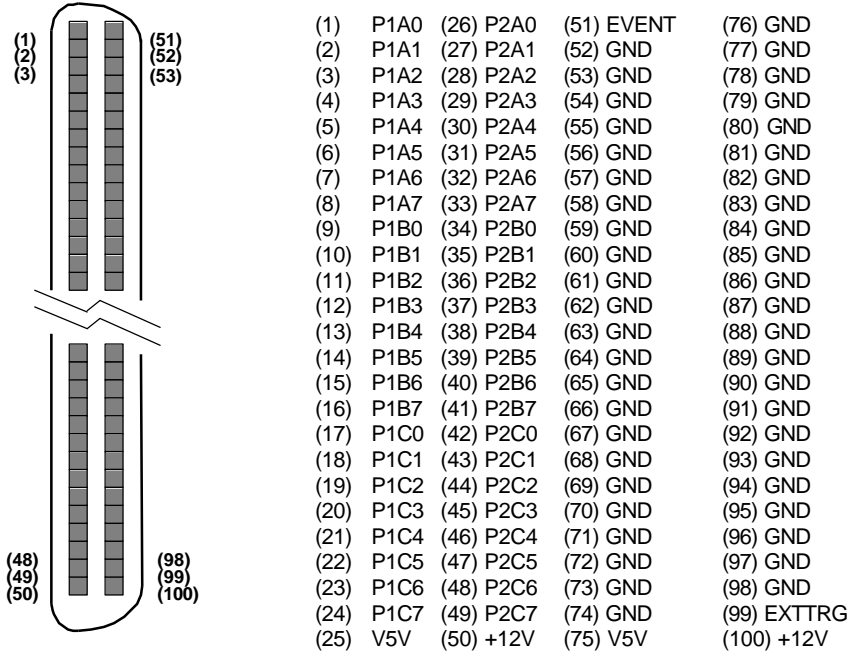 (1) (51)
(2) (52)
(3) (53)
(48) (98)
(49) (99)
(50) (100)
(1) P1A0 (26) P2A0 (51) EVENT (76) GND
(2) P1A1 (27) P2A1 (52) GND (77) GND
(3) P1A2 (28) P2A2 (53) GND (78) GND
(4) P1A3 (29) P2A3 (54) GND (79) GND
(5) P1A4 (30) P2A4 (55) GND (80) GND
(6) P1A5 (31) P2A5 (56) GND (81) GND
(7) P1A6 (32) P2A6 (57) GND (82) GND
(8) P1A7 (33) P2A7 (58) GND (83) GND
(9) P1B0 (34) P2B0 (59) GND (84) GND
(10) P1B1 (35) P2B1 (60) GND (85) GND
(11) P1B2 (36) P2B2 (61) GND (86) GND
(12) P1B3 (37) P2B3 (62) GND (87) GND
(13) P1B4 (38) P2B4 (63) GND (88) GND
(14) P1B5 (39) P2B5 (64) GND (89) GND
(15) P1B6 (40) P2B6 (65) GND (90) GND
(16) P1B7 (41) P2B7 (66) GND (91) GND
(17) P1C0 (42) P2C0 (67) GND (92) GND
(18) P1C1 (43) P2C1 (68) GND (93) GND
(19) P1C2 (44) P2C2 (69) GND (94) GND
(20) P1C3 (45) P2C3 (70) GND (95) GND
(21) P1C4 (46) P2C4 (71) GND (96) GND
(22) P1C5 (47) P2C5 (72) GND (97) GND
(23) P1C6 (48) P2C6 (73) GND (98) GND
(24) P1C7 (49) P2C7 (74) GND (99) EXTTRG
(25) V5V (50) +12V (75) V5V (100) +12V